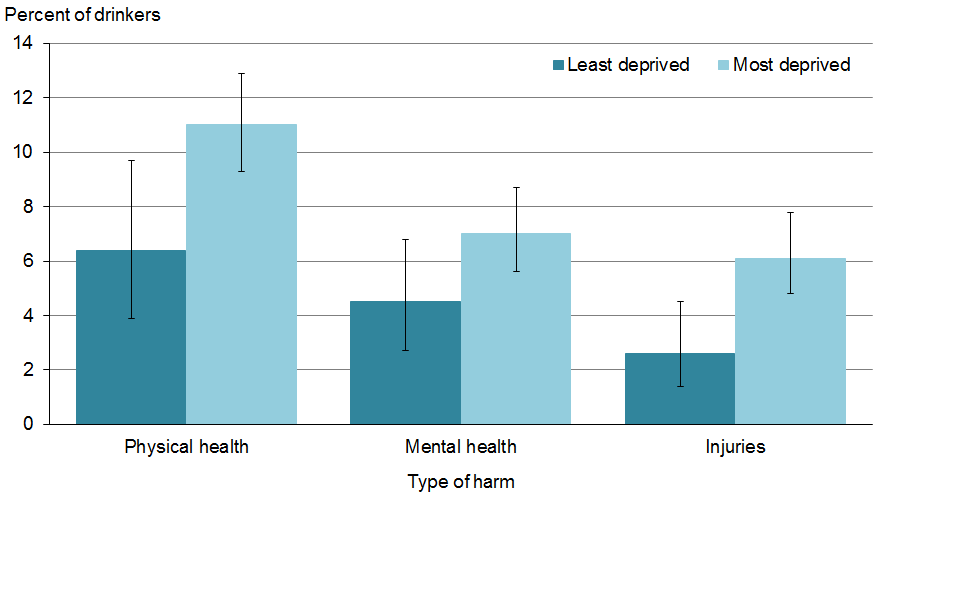 Percent of drinkers
14
Least deprived
Most deprived
12
10
8
6
4
2
0
Physical health
Mental health
Injuries
Type of harm